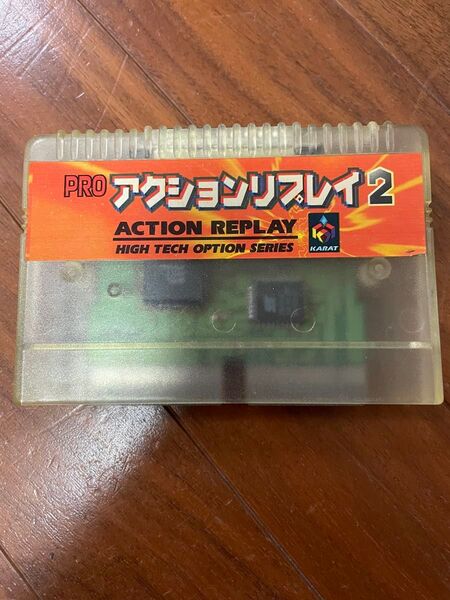 PRO アクションリプレイ2
ACTION REPLAY
HIGH TECH OPTION SERIES
KARAT